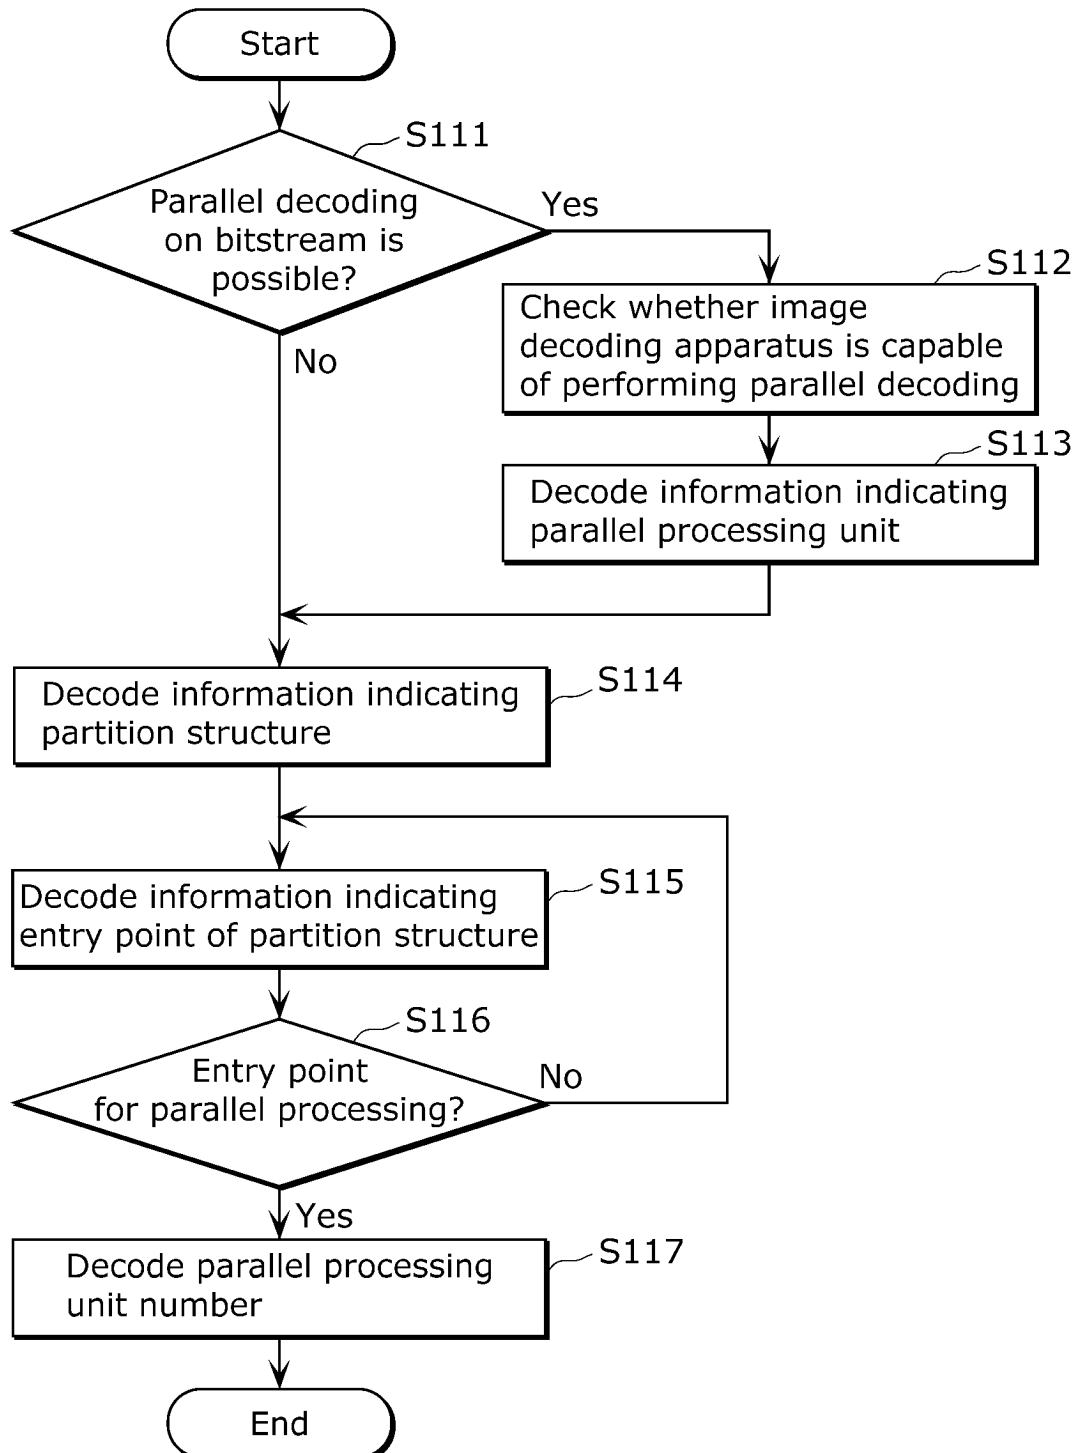 Start
S111
Parallel decoding
on bitstream is
possible?
Yes
No
S112
Check whether image
decoding apparatus is capable
of performing parallel decoding
S113
Decode information indicating
parallel processing unit
S114
Decode information indicating
partition structure
S115
Decode information indicating
entry point of partition structure
S116
Entry point
for parallel processing?
No
Yes
S117
Decode parallel processing
unit number
End